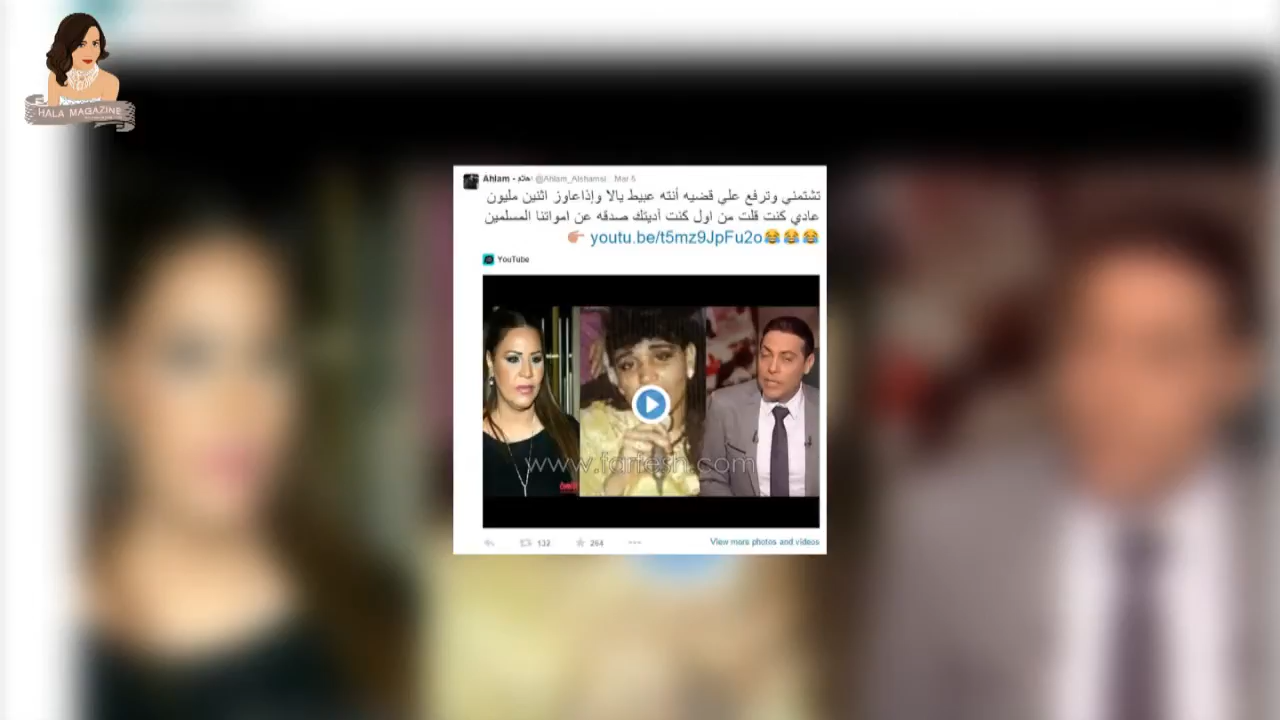 HALA MAGAZINE
Ahlam - احلام @Ahlam_Alshamsi Mar 5
تشتمني وترفع علي قضيه أنته عبيط يالا وإذاعاوز اثنين مليون
عادي كنت قلت من اول كنت أديتك صدقه عن امواتنا المسلمين
😂😂😂youtu.be/t5mz9JpFu2o 👉
YouTube
www.fartesh.com
132
264
View more photos and videos